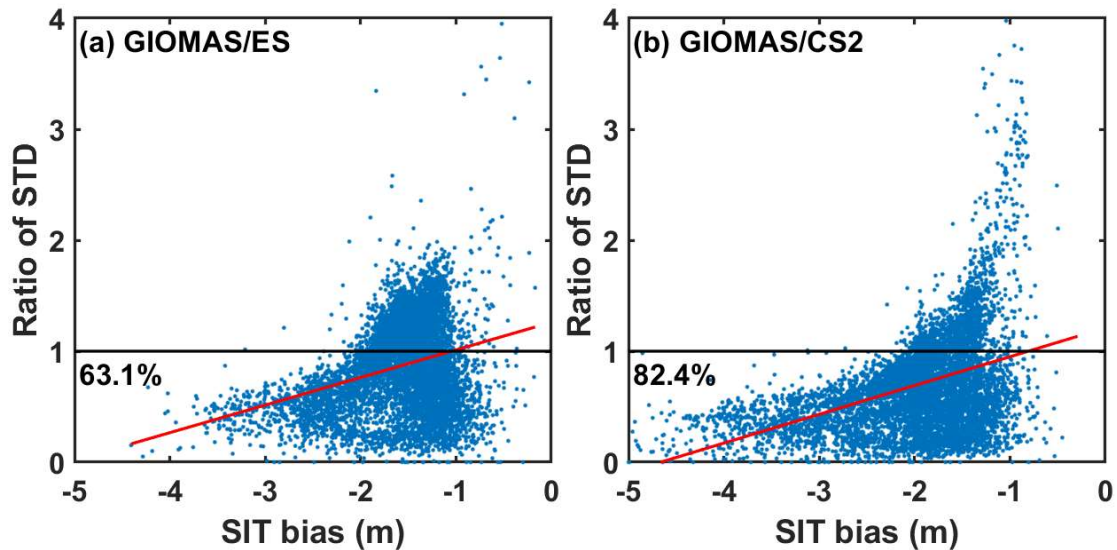 (a) GIOMAS/ES
4
3
2
1
0
63.1%
Ratio of STD
-5 -4 -3 -2 -1 0
SIT bias (m)
(b) GIOMAS/CS2
4
3
2
1
0
82.4%
Ratio of STD
-5 -4 -3 -2 -1 0
SIT bias (m)